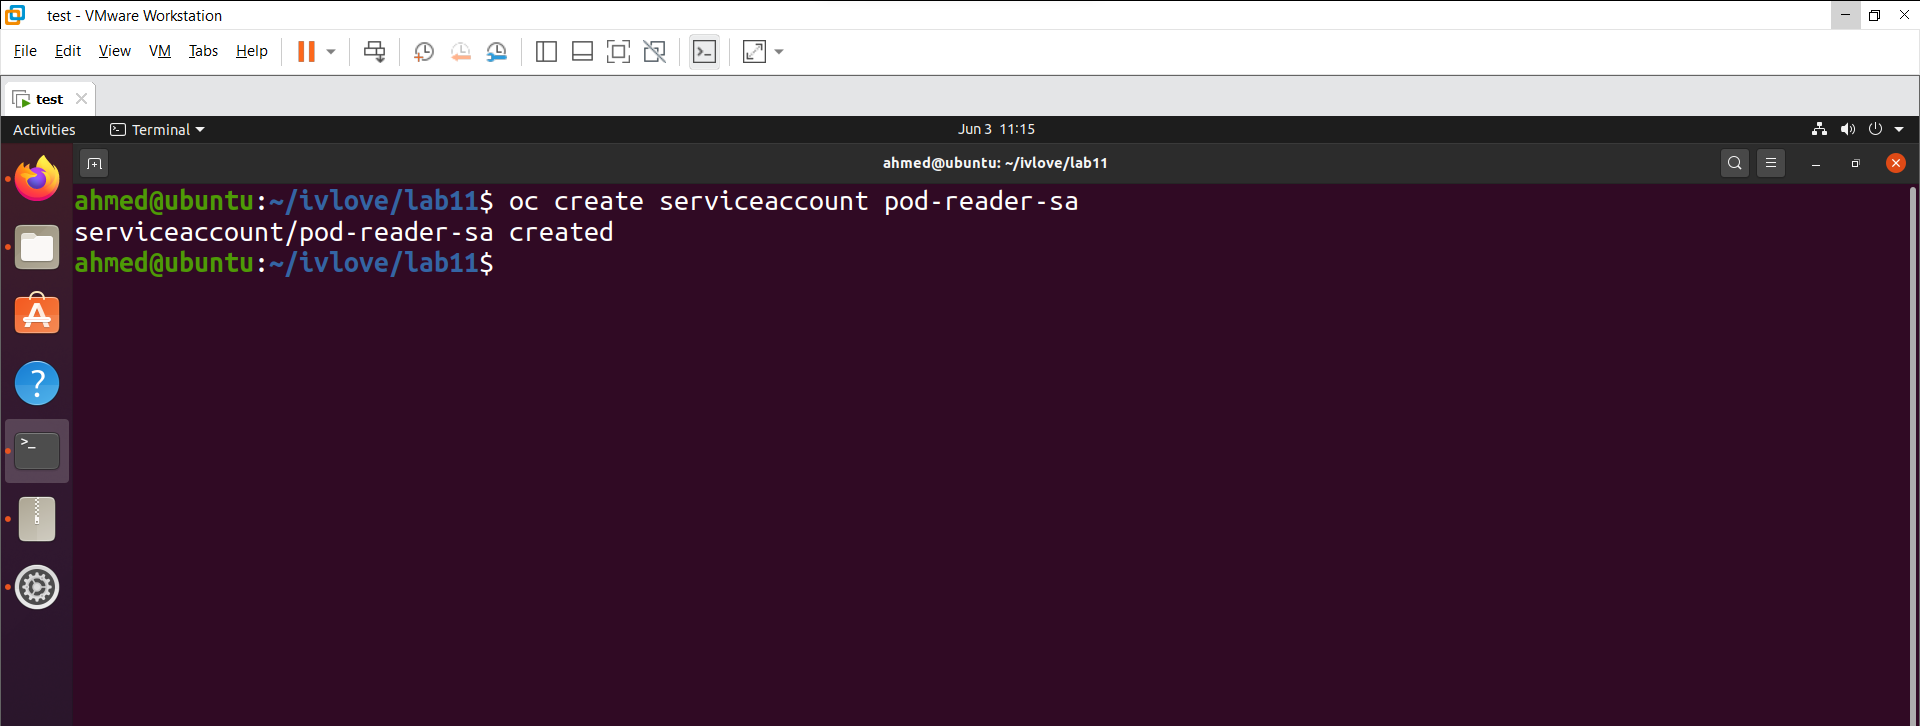 test - VMware Workstation
File Edit View VM Tabs Help
test
Activities Terminal Jun 3 11:15
ahmed@ubuntu: ~/ivlove/lab11
ahmed@ubuntu:~/ivlove/lab11$ oc create serviceaccount pod-reader-sa
serviceaccount/pod-reader-sa created
ahmed@ubuntu:~/ivlove/lab11$